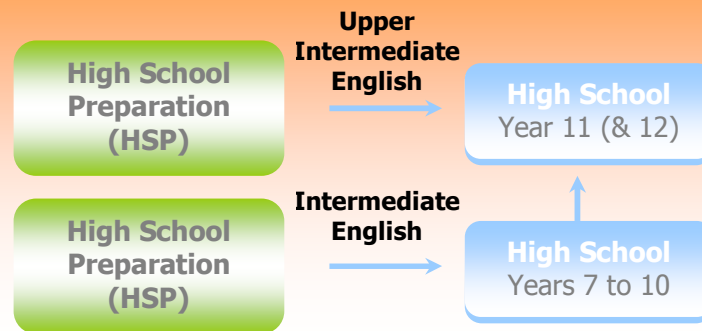 Upper
Intermediate
English
High School
Preparation
(HSP)
High School
Year 11 (& 12)
Intermediate
English
High School
Preparation
(HSP)
High School
Years 7 to 10